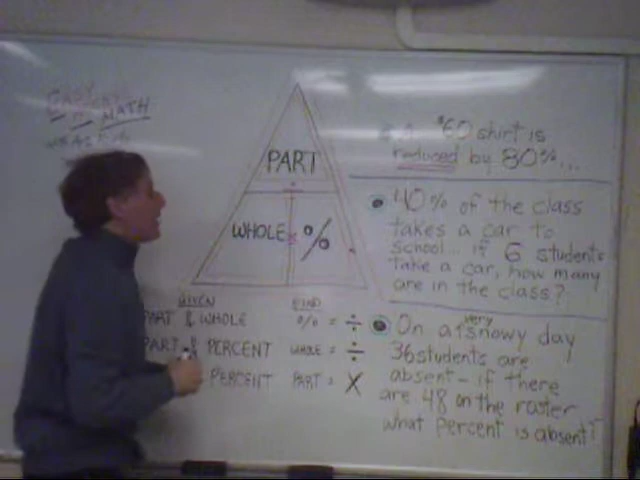 MATH
PART
WHOLE %
$60 shirt is
reduced by 80%...
40% of the class
takes a car to
school... if 6 students
take a car, how many
are in the class?
GIVEN FIND
PART & WHOLE % = ÷
PART & PERCENT WHOLE = ÷
PERCENT PART = X
very
On a snowy day
36 students are
absent - if there
are 48 on the roster
what percent is absent?